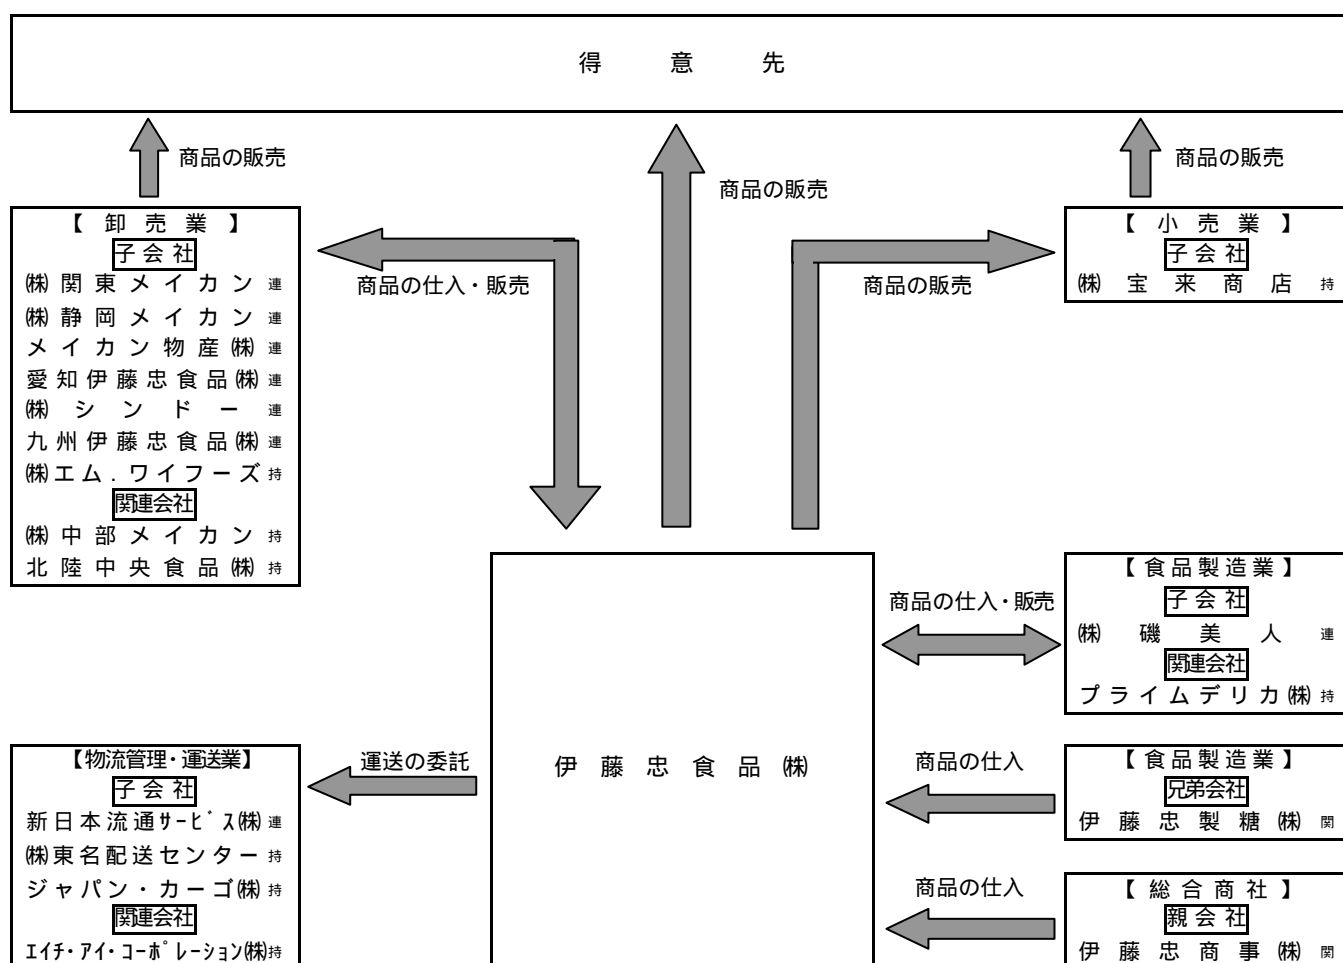 得意先
商品の販売
商品の販売
商品の販売
【卸売業】
子会社
㈱関東メイカン 連
㈱静岡メイカン 連
メイカン物産㈱ 連
愛知伊藤忠食品㈱ 連
㈱シンドー 連
九州伊藤忠食品㈱ 連
㈱エム.ワイフーズ 持
関連会社
㈱中部メイカン 持
北陸中央食品㈱ 持
商品の仕入・販売
商品の販売
【小売業】
子会社
㈱宝来商店 持
【食品製造業】
子会社
㈱磯美人 連
関連会社
プライムデリカ㈱ 持
商品の仕入・販売
【物流管理・運送業】
子会社
新日本流通ｻｰﾋﾞｽ㈱ 連
㈱東名配送センター 持
ジャパン・カーゴ㈱ 持
関連会社
ｴｲﾁ・ｱｲ・ｺｰﾎﾟﾚｰｼｮﾝ㈱ 持
運送の委託
伊藤忠食品㈱
商品の仕入
【食品製造業】
兄弟会社
伊藤忠製糖㈱ 関
商品の仕入
【総合商社】
親会社
伊藤忠商事㈱ 関